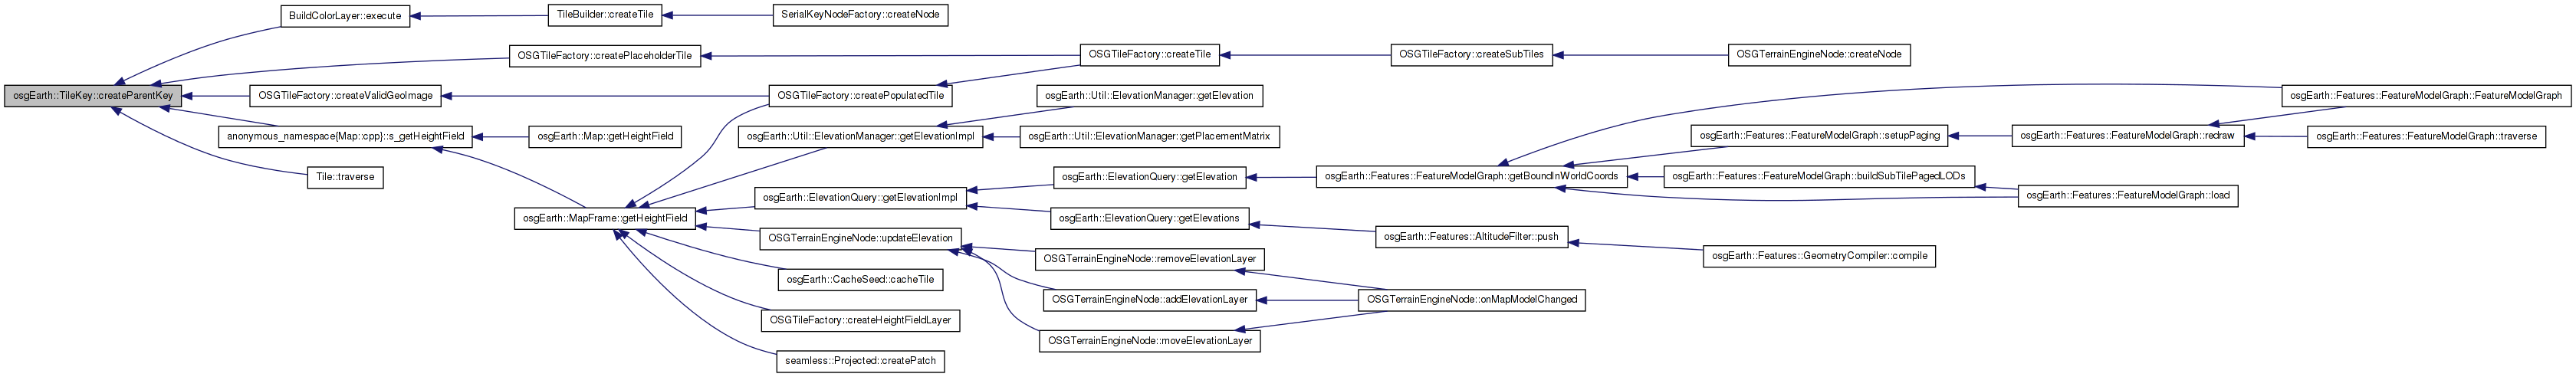 BuildColorLayer::execute
TileBuilder::createTile
SerialKeyNodeFactory::createNode
OSGTileFactory::createPlaceholderTile
OSGTileFactory::createTile
OSGTileFactory::createSubTiles
OSGTerrainEngineNode::createNode
osgEarth::TileKey::createParentKey
OSGTileFactory::createValidGeoImage
OSGTileFactory::createPopulatedTile
osgEarth::Util::ElevationManager::getElevation
osgEarth::Features::FeatureModelGraph::FeatureModelGraph
anonymous_namespace{Map::cpp}::s_getHeightField
osgEarth::Map::getHeightField
osgEarth::Util::ElevationManager::getElevationImpl
osgEarth::Util::ElevationManager::getPlacementMatrix
osgEarth::Features::FeatureModelGraph::setupPaging
osgEarth::Features::FeatureModelGraph::redraw
osgEarth::Features::FeatureModelGraph::traverse
Tile::traverse
osgEarth::ElevationQuery::getElevation
osgEarth::Features::FeatureModelGraph::getBoundInWorldCoords
osgEarth::Features::FeatureModelGraph::buildSubTilePagedLODs
osgEarth::Features::FeatureModelGraph::load
osgEarth::ElevationQuery::getElevationImpl
osgEarth::MapFrame::getHeightField
osgEarth::ElevationQuery::getElevations
OSGTerrainEngineNode::updateElevation
osgEarth::Features::AltitudeFilter::push
osgEarth::Features::GeometryCompiler::compile
OSGTerrainEngineNode::removeElevationLayer
osgEarth::CacheSeed::cacheTile
OSGTerrainEngineNode::addElevationLayer
OSGTerrainEngineNode::onMapModelChanged
OSGTileFactory::createHeightFieldLayer
OSGTerrainEngineNode::moveElevationLayer
seamless::Projected::createPatch